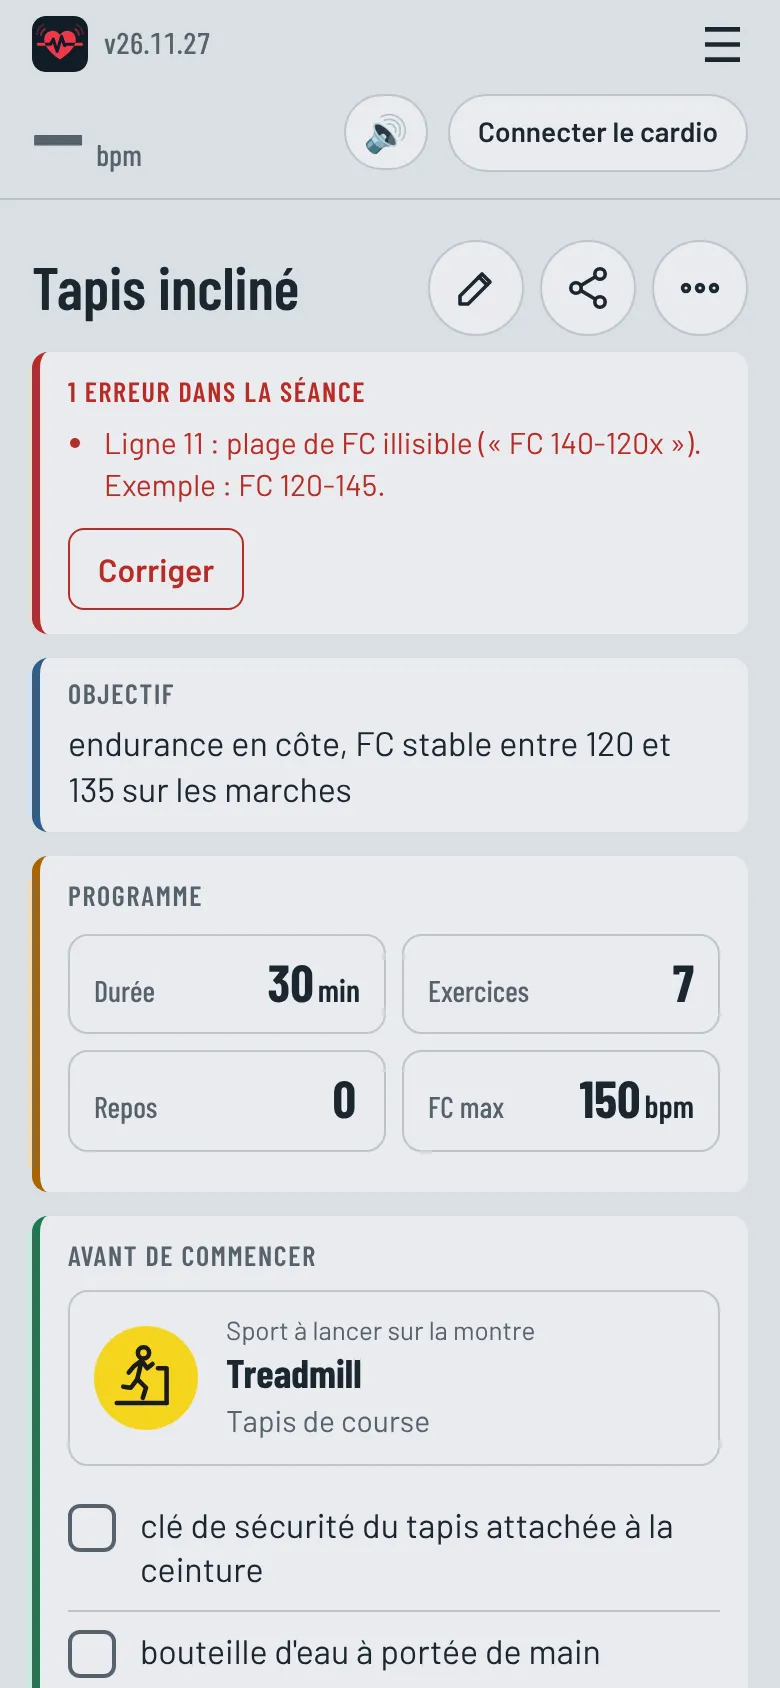 v26.11.27
bpm
Connecter le cardio
Tapis incliné
1 ERREUR DANS LA SÉANCE
• Ligne 11 : plage de FC illisible (« FC 140-120x »).
Exemple : FC 120-145.
Corriger
OBJECTIF
endurance en côte, FC stable entre 120 et
135 sur les marches
PROGRAMME
Durée 30 min
Exercices 7
Repos 0
FC max 150 bpm
AVANT DE COMMENCER
Sport à lancer sur la montre
Treadmill
Tapis de course
clé de sécurité du tapis attachée à la
ceinture
bouteille d'eau à portée de main